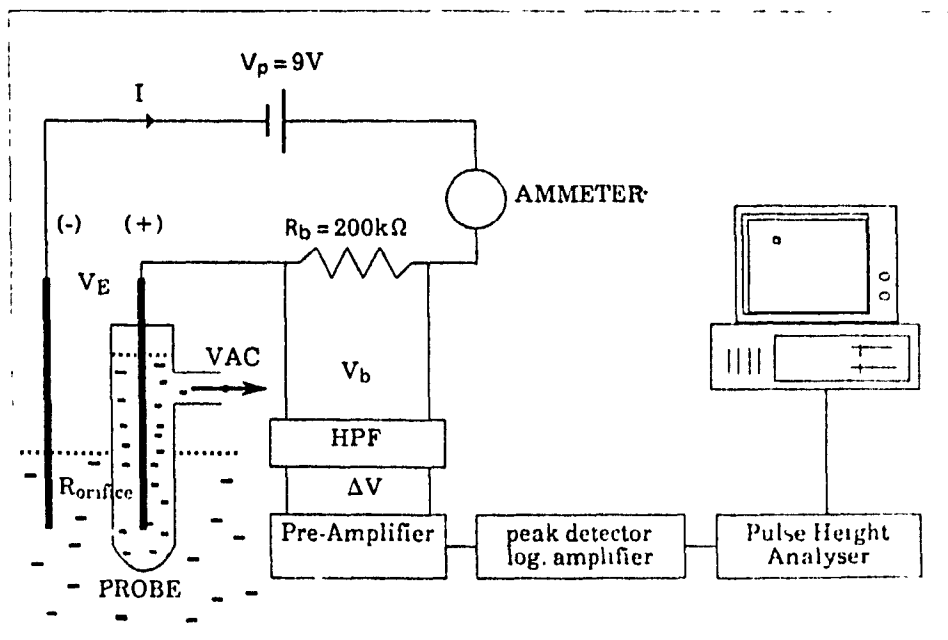 Vp = 9V
I
AMMETER
(-) (+)
Rb = 200kΩ
VE
VAC
Vb
HPF
Rorifice
ΔV
Pre-Amplifier
peak detector
log. amplifier
Pulse Height
Analyser
PROBE